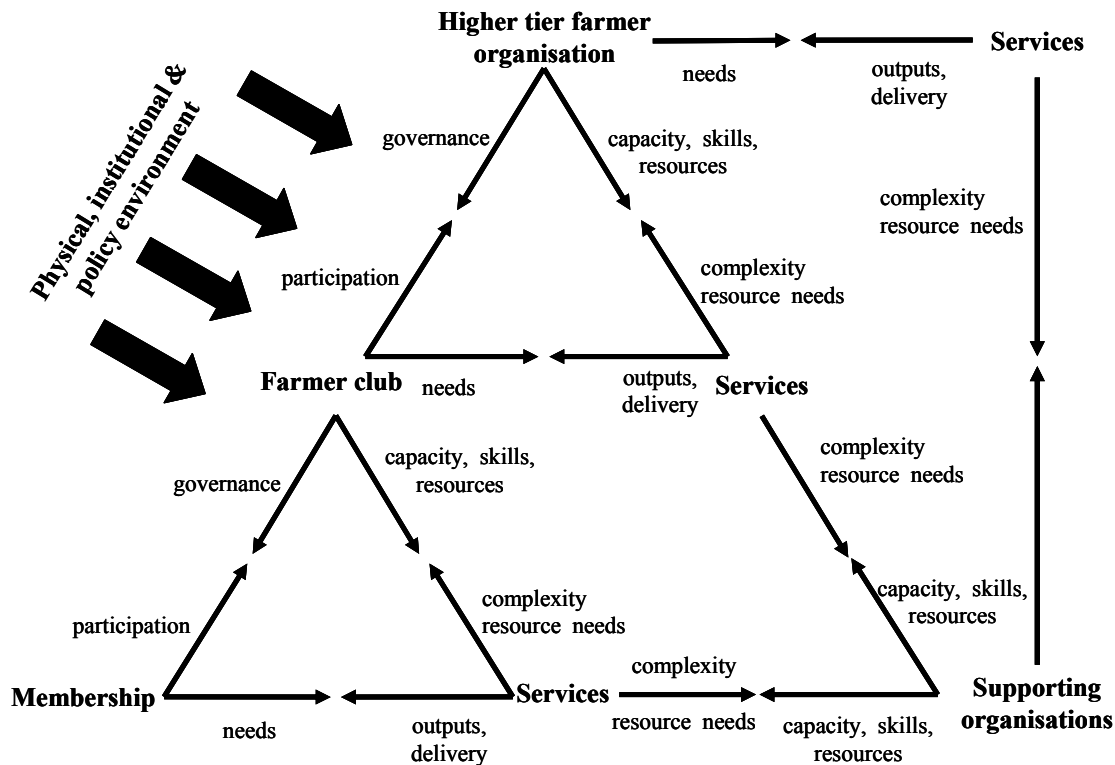 Higher tier farmer
organisation
Services
needs
outputs,
delivery
Physical, institutional &
policy environment
governance
capacity, skills,
resources
complexity
resource needs
participation
complexity
resource needs
Farmer club
needs
outputs,
delivery
Services
governance
capacity, skills,
resources
complexity
resource needs
participation
complexity
resource needs
capacity, skills,
resources
Membership
needs
outputs,
delivery
Services
complexity
resource needs
capacity, skills,
resources
Supporting
organisations